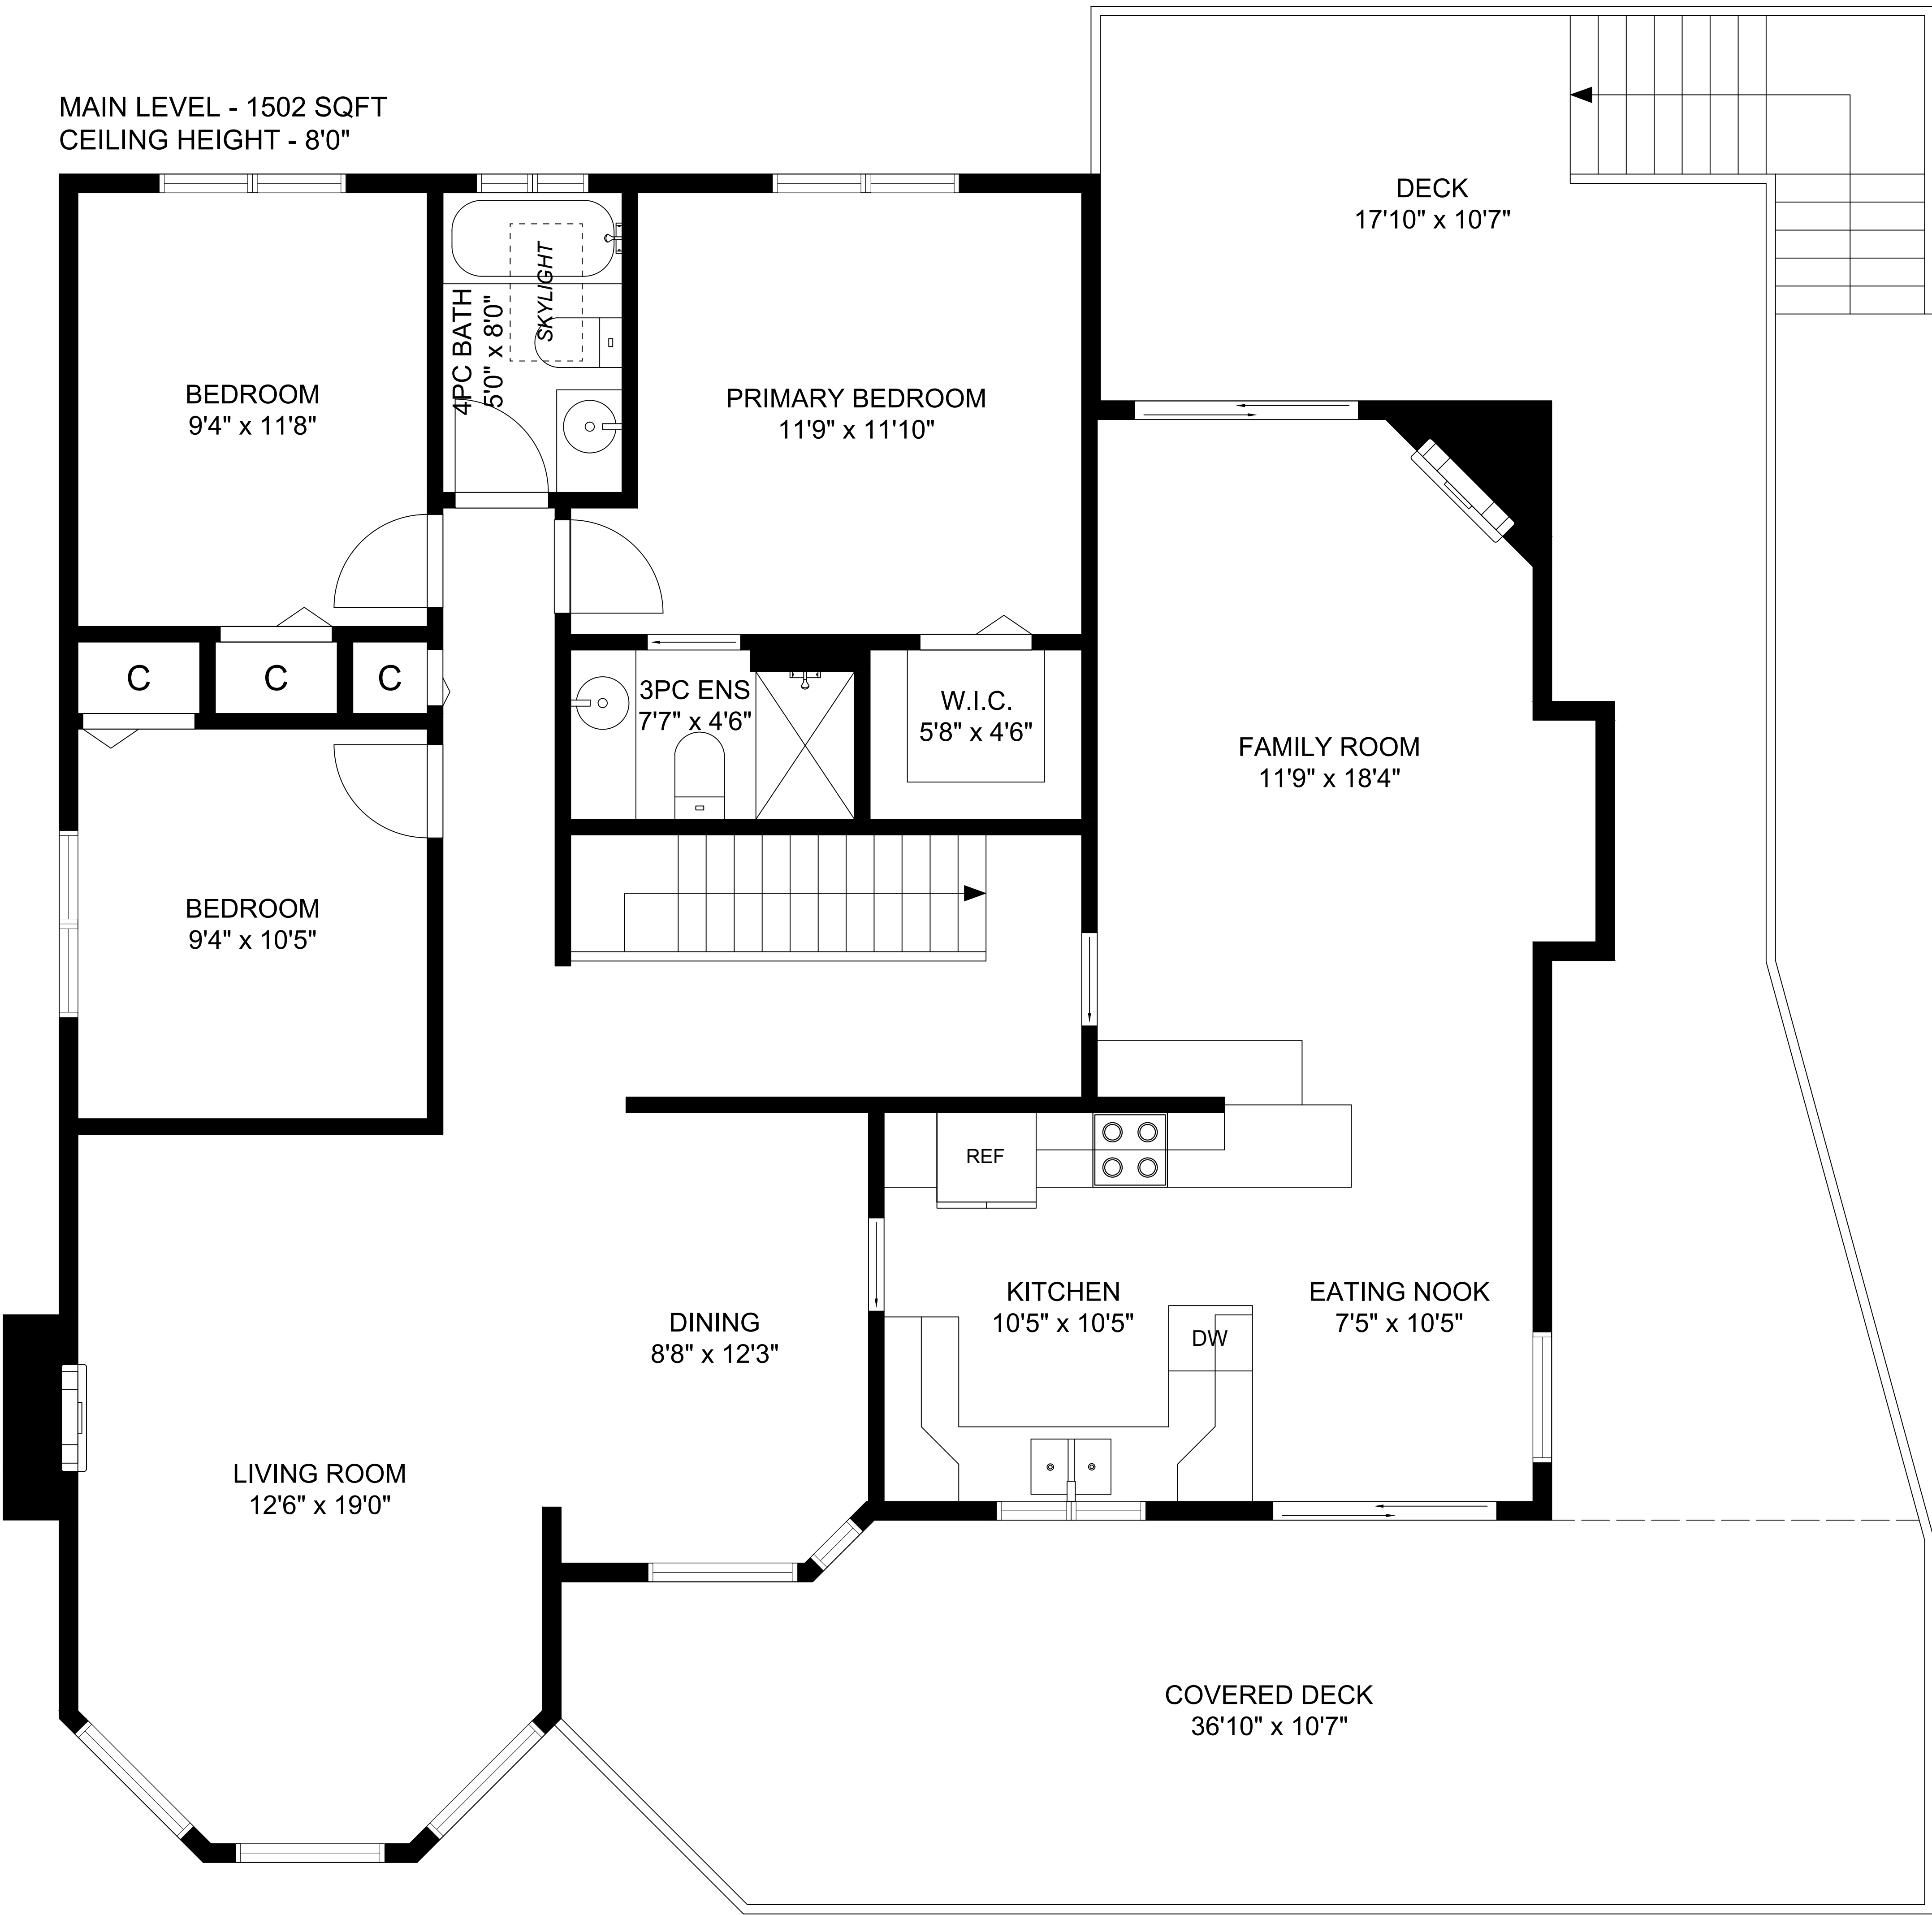 MAIN LEVEL - 1502 SQFT
CEILING HEIGHT - 8'0"
DECK
17'10" x 10'7"
SKYLIGHT
4PC BATH
5'0" x 8'0"
BEDROOM
9'4" x 11'8"
PRIMARY BEDROOM
11'9" x 11'10"
C
C
C
3PC ENS
7'7" x 4'6"
W.I.C.
5'8" x 4'6"
FAMILY ROOM
11'9" x 18'4"
BEDROOM
9'4" x 10'5"
REF
KITCHEN
10'5" x 10'5"
EATING NOOK
7'5" x 10'5"
DINING
8'8" x 12'3"
DW
LIVING ROOM
12'6" x 19'0"
COVERED DECK
36'10" x 10'7"